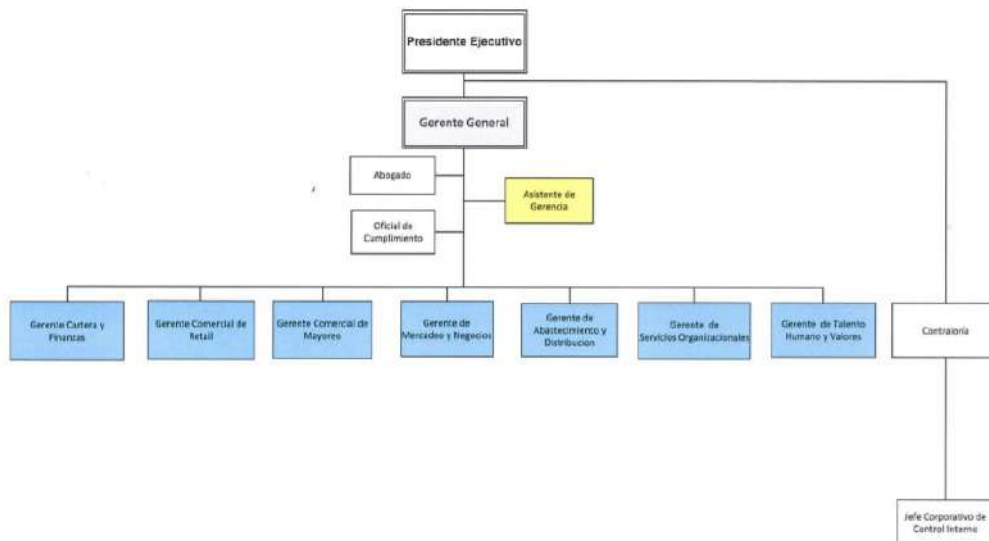 Presidente Ejecutivo
Gerente General
Abogado
Asistente de
Gerencia
Oficial de
Cumplimiento
Gerente Cartera y
Finanzas
Gerente Comercial de
Retail
Gerente Comercial de
Mayoreo
Gerente de
Mercadeo y Negocios
Gerente de
Abastecimiento y
Distribucion
Gerente de
Servicios Organizacionales
Gerente de Talento
Humano y Valores
Contraloría
Jefe Corporativo de
Control Interno